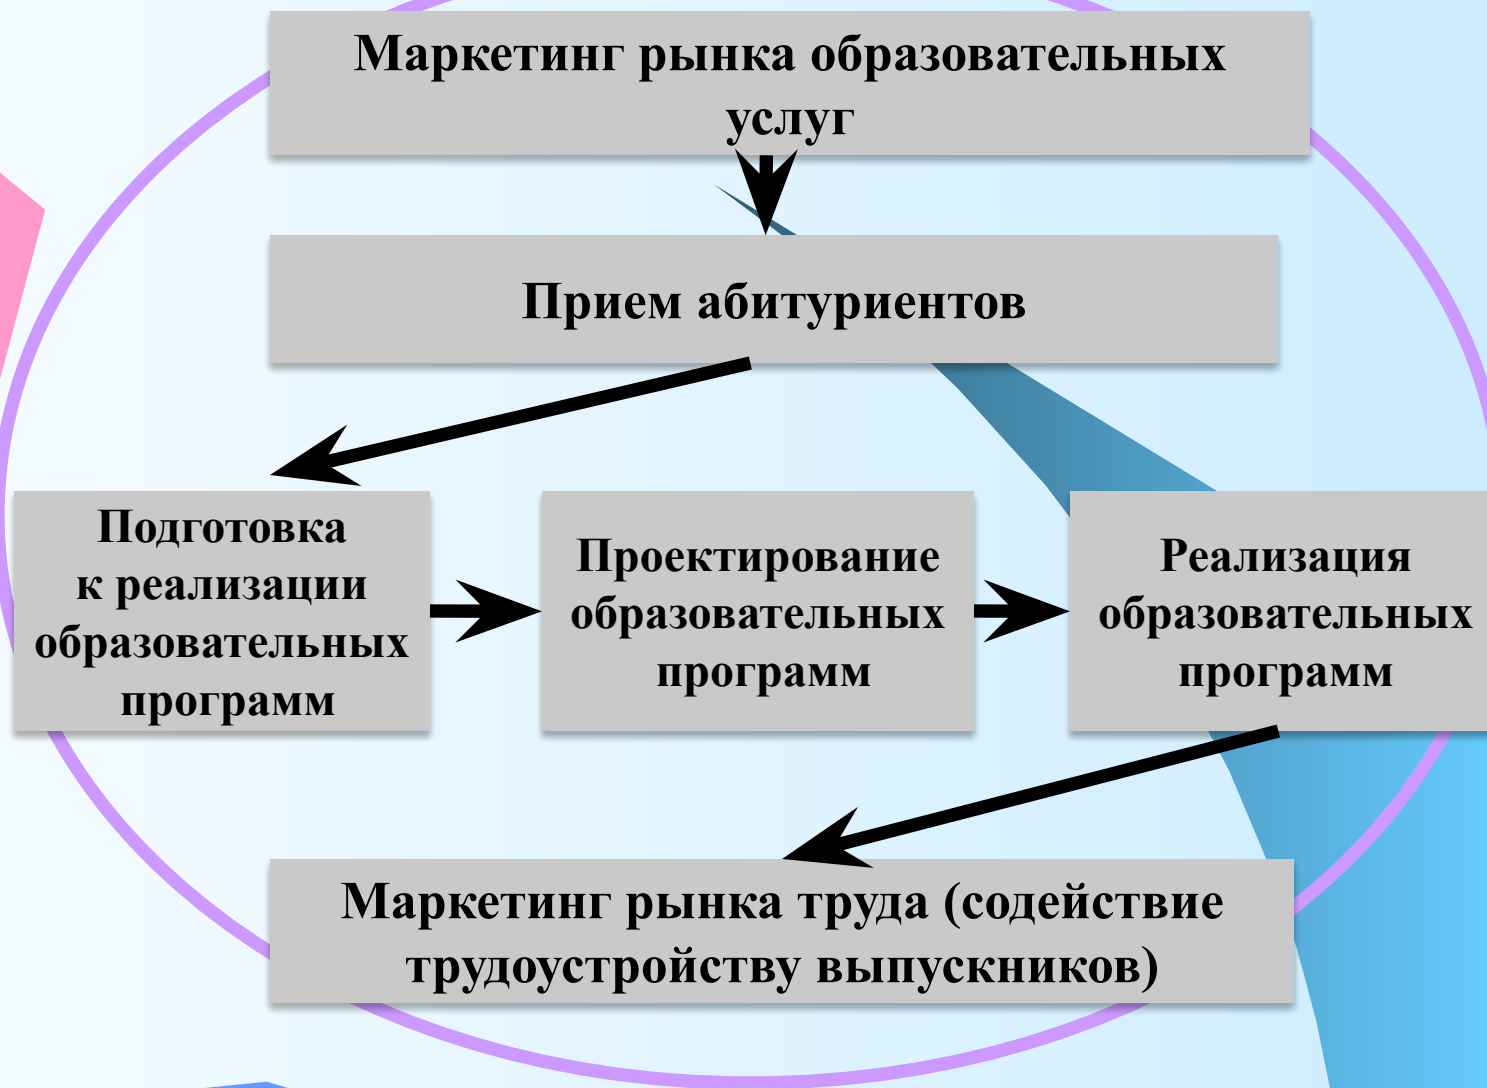 Маркетинг рынка образовательных
услуг
Прием абитуриентов
Подготовка
к реализации
образовательных
программ
Проектирование
образовательных
программ
Реализация
образовательных
программ
Маркетинг рынка труда (содействие
трудоустройству выпускников)